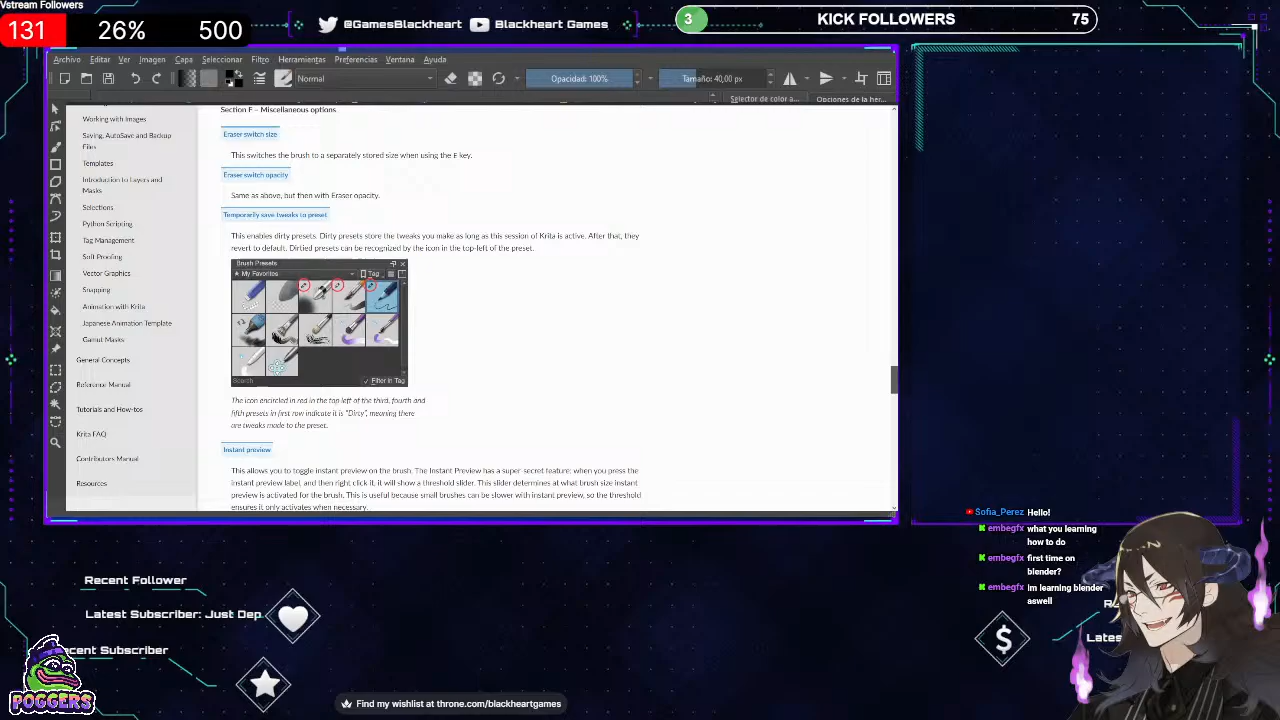 Vstream Followers
131 26% 500
@GamesBlackheart Blackheart Games
3 KICK FOLLOWERS 75
Archivo Editar Ver Imagen Capa Seleccionar Filtro Herramientas Preferencias Ventana Ayuda
Normal Opacidad: 100% Tamaño: 40,00 px
Selector de color a... Opciones de la her...
Working with Images
Saving, AutoSave and Backup
Files
Templates
Introduction to Layers and
Masks
Selections
Python Scripting
Tag Management
Soft Proofing
Vector Graphics
Snapping
Animation with Krita
Japanese Animation Template
Gamut Masks
General Concepts
Reference Manual
Tutorials and How-tos
Krita FAQ
Contributors Manual
Resources
Section F – Miscellaneous options
Eraser switch size
This switches the brush to a separately stored size when using the E key.
Eraser switch opacity
Same as above, but then with Eraser opacity.
Temporarily save tweaks to preset
This enables dirty presets. Dirty presets store the tweaks you make as long as this session of Krita is active. After that, they
revert to default. Dirtied presets can be recognized by the icon in the top-left of the preset.
Brush Presets
My Favorites Tag
Search Filter in Tag
The icon encircled in red in the top left of the third, fourth and
fifth presets in first row indicate it is "Dirty", meaning there
are tweaks made to the preset.
Instant preview
This allows you to toggle instant preview on the brush. The Instant Preview has a super-secret feature: when you press the
instant preview label, and then right click it, it will show a threshold slider. This slider determines at what brush size instant
preview is activated for the brush. This is useful because small brushes can be slower with instant preview, so the threshold
ensures it only activates when necessary.
Sofia_Perez Hello!
embegfx what you learning
how to do
embegfx first time on
blender?
embegfx Im learning blender
aswell
Recent Follower
Latest Subscriber: Just Dep
ecent Subscriber
POGGERS
Find my wishlist at throne.com/blackheartgames
Lates